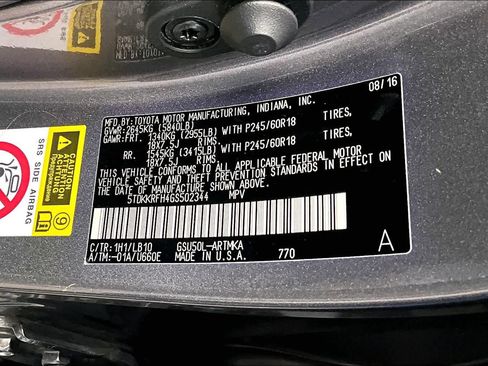 08/16
MFD.BY:TOYOTA MOTOR MANUFACTURING, INDIANA, INC.
GVWR:2645KG (5840LB)
GAWR:FRT. 1340KG (2955LB)WITH P245/60R18 TIRES,
18X7.5J RIMS.
RR. 1545KG (3415LB)WITH P245/60R18 TIRES,
18X7.5J RIMS.
THIS VEHICLE CONFORMS TO ALL APPLICABLE FEDERAL MOTOR
VEHICLE SAFETY AND THEFT PREVENTION STANDARDS IN EFFECT
ON THE DATE OF MANUFACTURE SHOWN ABOVE.
5TDKKRFH4GS502344 MPV
C/TR:1H1/LB10 GSU50L-ARTMKA
A/TM:-01A/U660E MADE IN U.S.A. 770 A
SRS SIDE AIRBAG
ATTENTION